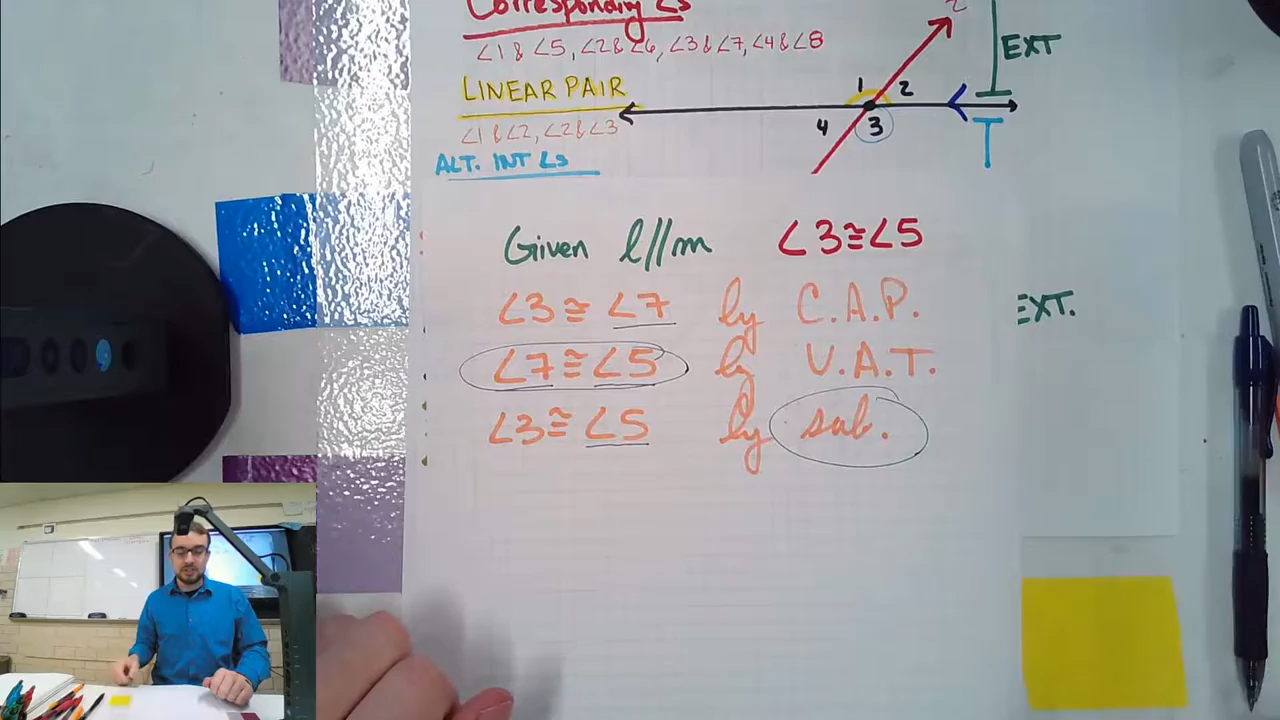 Corresponding ∠s
∠1 & ∠5, ∠2 & ∠6, ∠3 & ∠7, ∠4 & ∠8
LINEAR PAIR
∠1 & ∠2, ∠2 & ∠3
ALT. INT ∠s
EXT
1 2
4 3
Given l//m ∠3≅∠5
∠3≅∠7 by C.A.P.
∠7≅∠5 by V.A.T.
∠3≅∠5 by sub.
EXT.